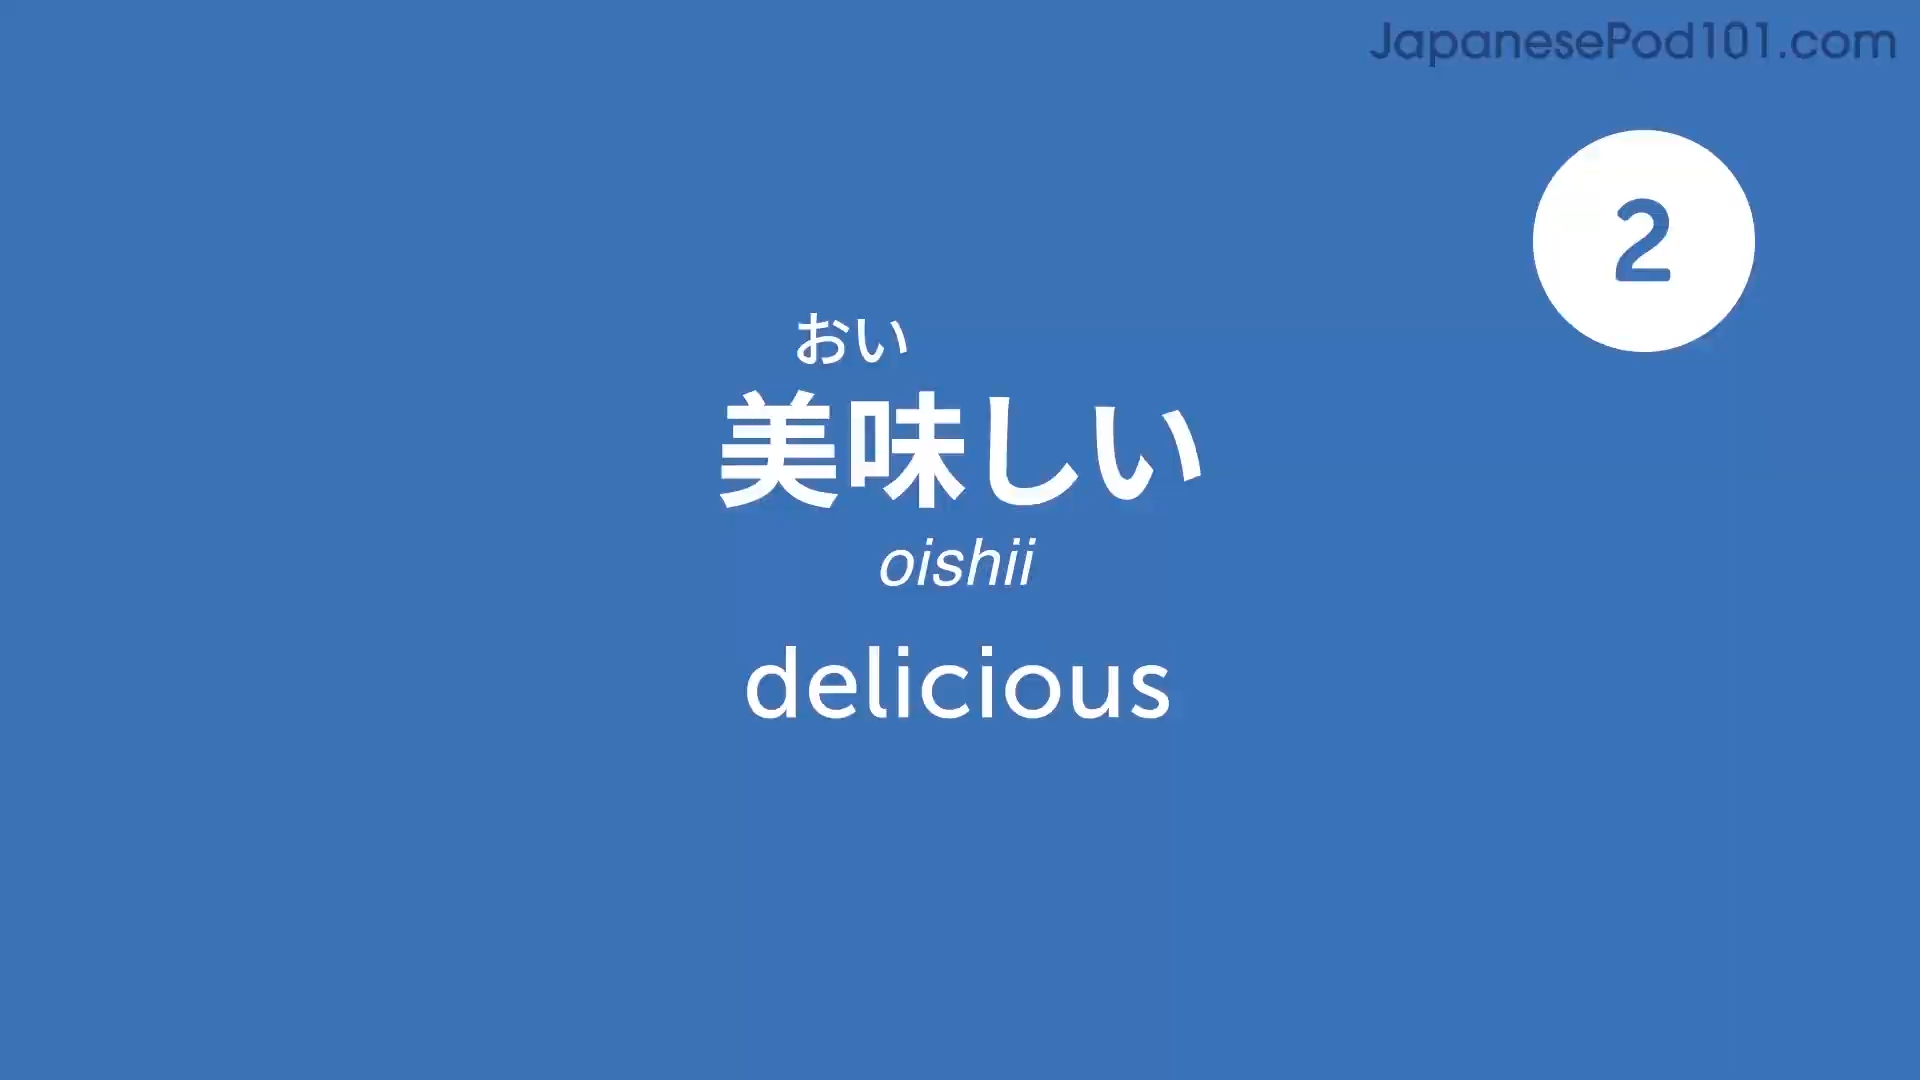 JapanesePod101.com
2
おい
美味しい
oishii
delicious